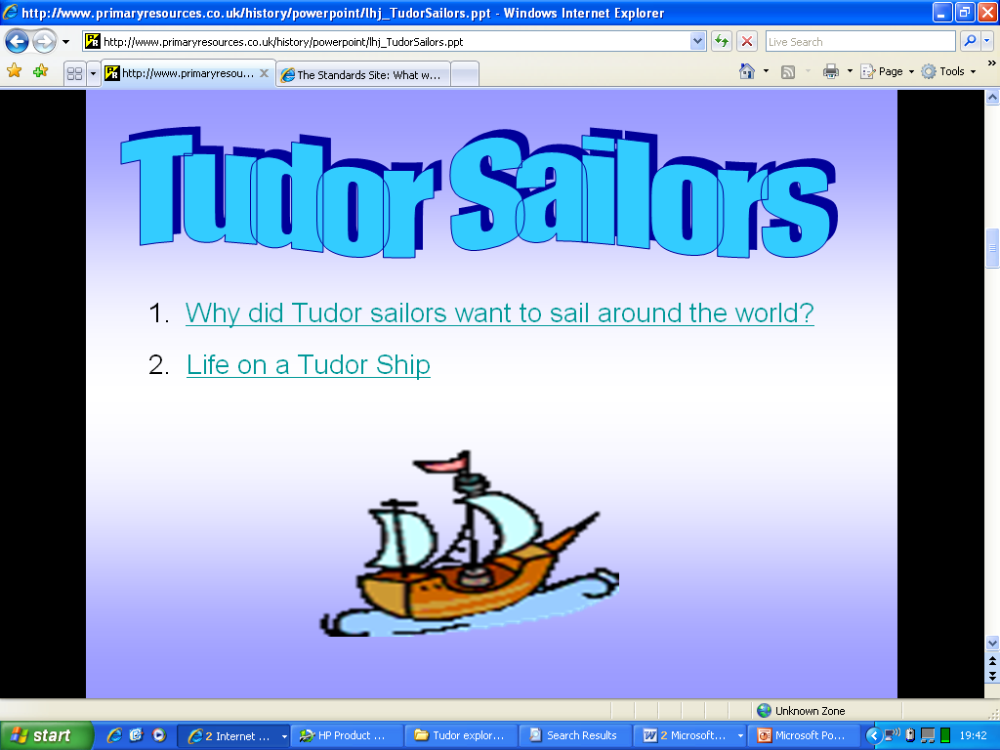 http://www.primaryresources.co.uk/history/powerpoint/lhj_TudorSailors.ppt - Windows Internet Explorer
http://www.primaryresources.co.uk/history/powerpoint/lhj_TudorSailors.ppt
Live Search
http://www.primaryresou...
The Standards Site: What w...
Page
Tools
Tudor Sailors
1. Why did Tudor sailors want to sail around the world?
2. Life on a Tudor Ship
Unknown Zone
start
2 Internet ...
HP Product ...
Tudor explor...
Search Results
2 Microsoft...
Microsoft Po...
19:42